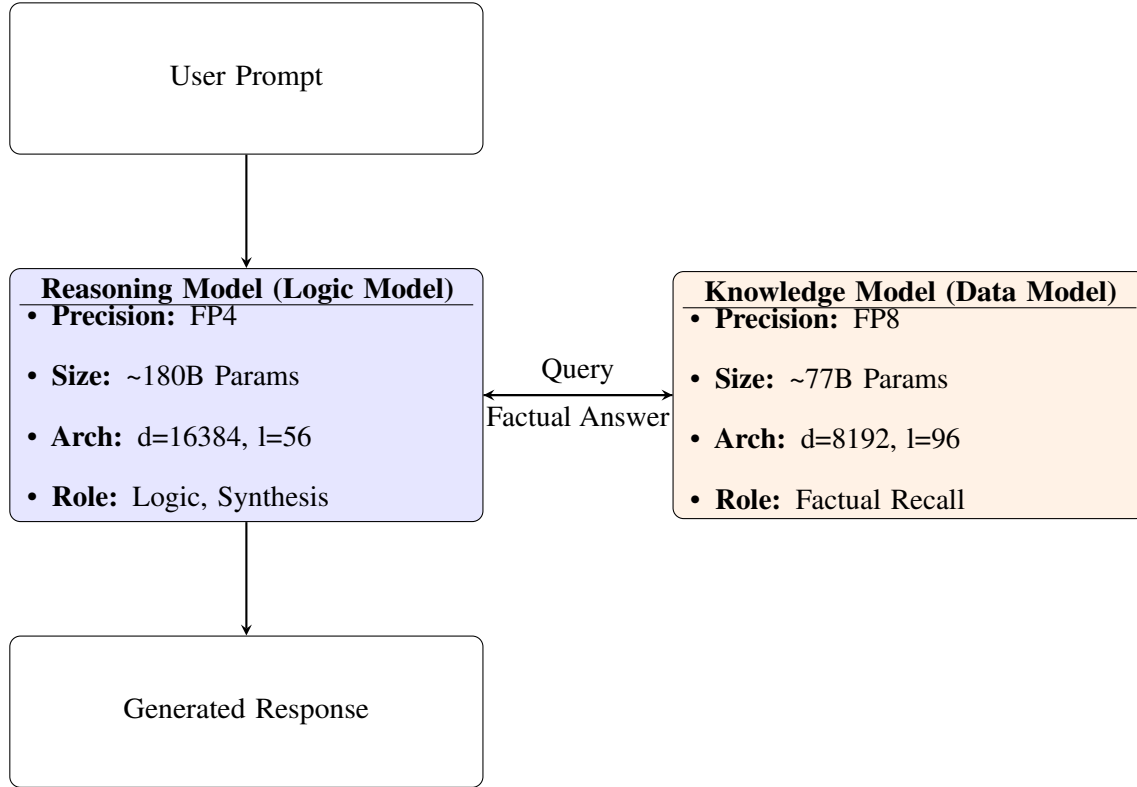 User Prompt
Reasoning Model (Logic Model)
• Precision: FP4
• Size: ~180B Params
• Arch: d=16384, l=56
• Role: Logic, Synthesis
Query
Factual Answer
Knowledge Model (Data Model)
• Precision: FP8
• Size: ~77B Params
• Arch: d=8192, l=96
• Role: Factual Recall
Generated Response